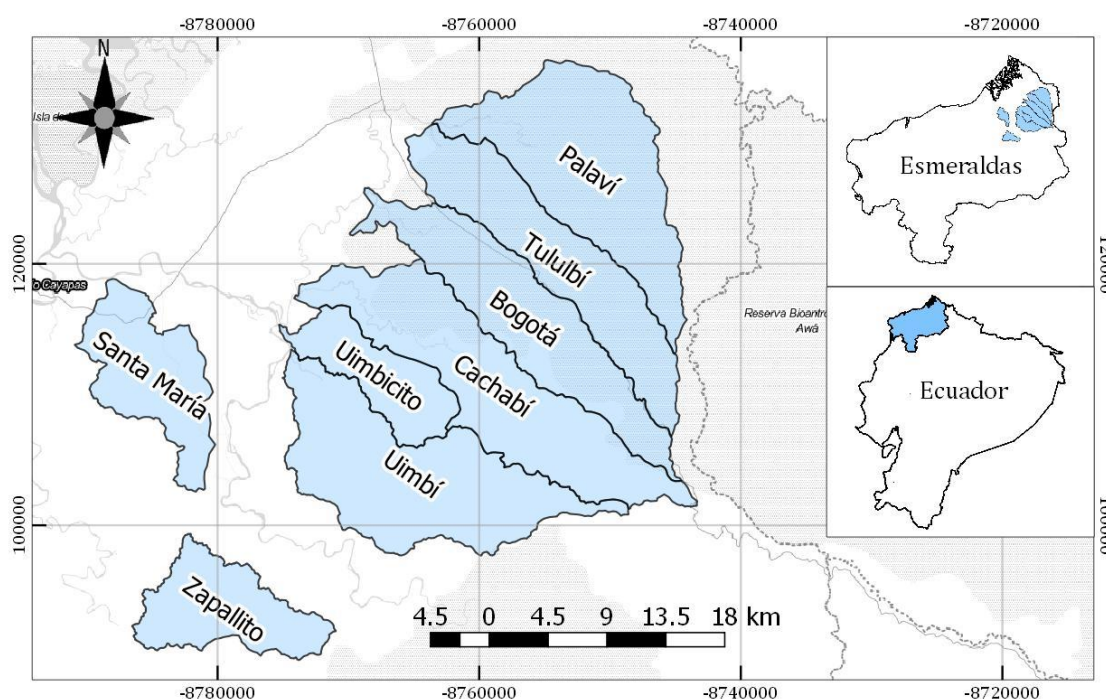 -8780000
-8760000
-8740000
-8720000
N
Isla de
Palaví
Esmeraldas
Tululbí
120000
120000
o Cayapas
Bogotá
Reserva Bioantro
Awá
Santa María
Uimbicito
Cachabí
Ecuador
Uimbí
100000
100000
Zapallito
4.5 0 4.5 9 13.5 18 km
-8780000
-8760000
-8740000
-8720000